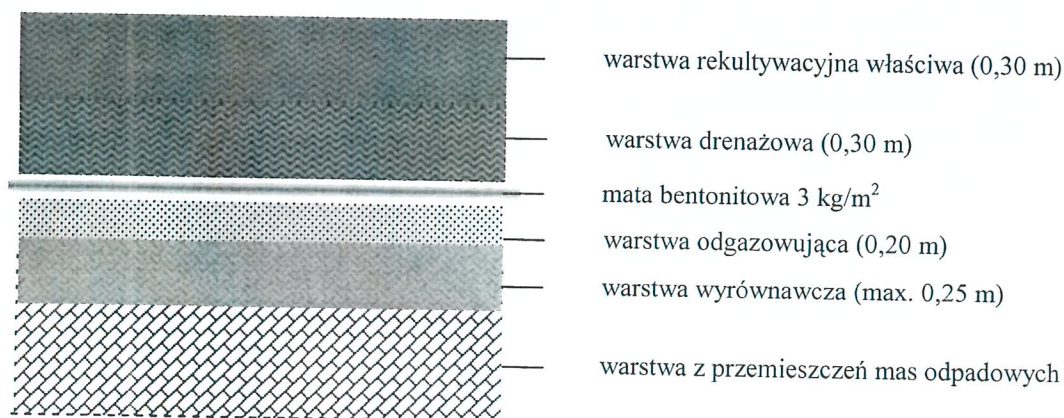 warstwa rekultywacyjna właściwa (0,30 m)
warstwa drenażowa (0,30 m)
mata bentonitowa 3 kg/m²
warstwa odgazowująca (0,20 m)
warstwa wyrównawcza (max. 0,25 m)
warstwa z przemieszczeń mas odpadowych